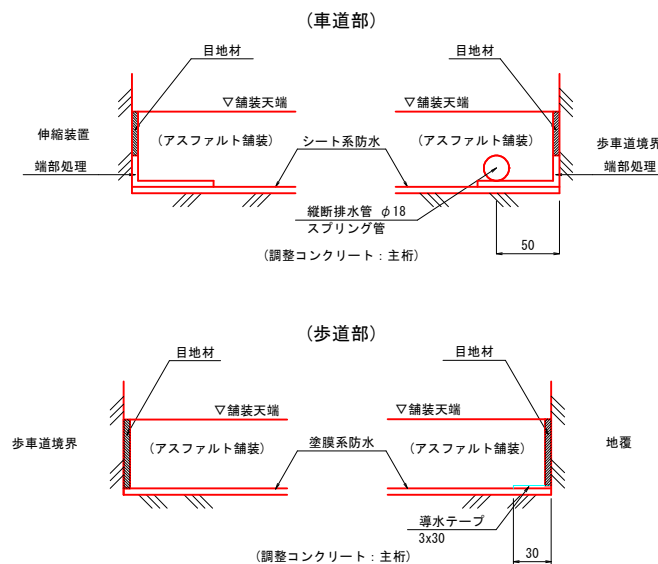 (車道部)
目地材
目地材
▽舗装天端
▽舗装天端
伸縮装置
(アスファルト舗装)
シート系防水
(アスファルト舗装)
歩車道境界
端部処理
端部処理
縦断排水管 φ18
スプリング管
50
(調整コンクリート:主桁)
(歩道部)
目地材
目地材
▽舗装天端
▽舗装天端
歩車道境界
(アスファルト舗装)
塗膜系防水
(アスファルト舗装)
地覆
導水テープ
3x30
30
(調整コンクリート:主桁)